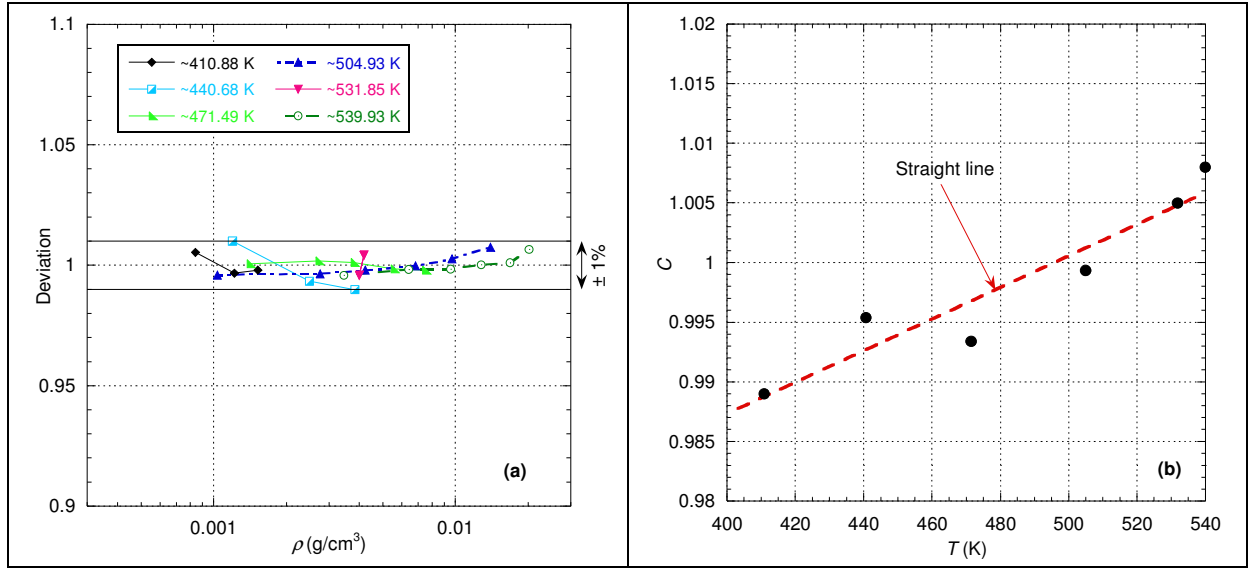 1.1
1.05
1
0.95
0.9
Deviation
~410.88 K
~504.93 K
~440.68 K
~531.85 K
~471.49 K
~539.93 K
± 1%
(a)
0.001
0.01
ρ (g/cm³)
1.02
1.015
1.01
1.005
1
0.995
0.99
0.985
0.98
C
Straight line
(b)
400
420
440
460
480
500
520
540
T (K)